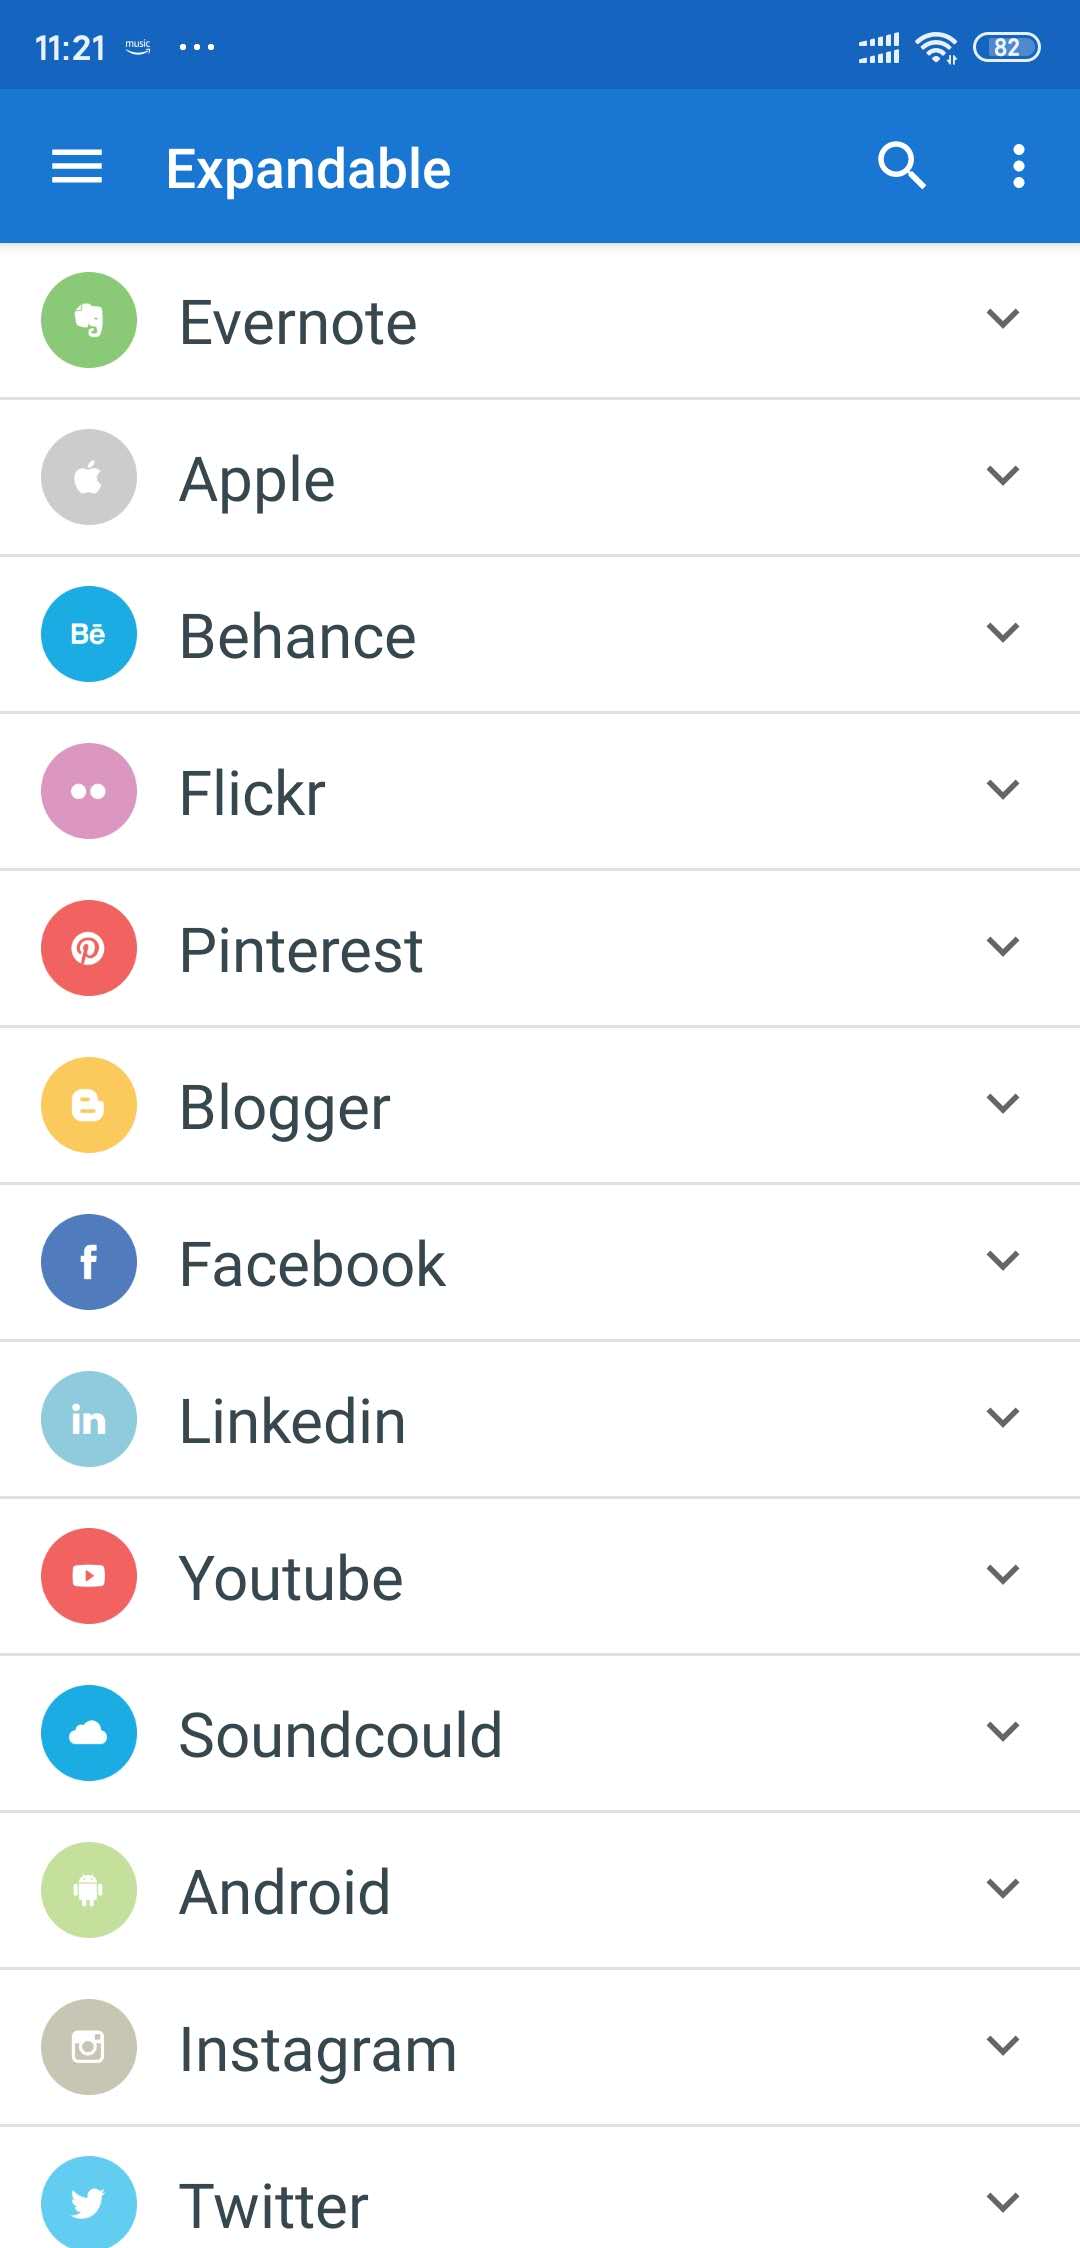 11:21 music ... 82
Expandable
Evernote
Apple
Bē Behance
Flickr
Pinterest
Blogger
f Facebook
in Linkedin
Youtube
Soundcould
Android
Instagram
Twitter